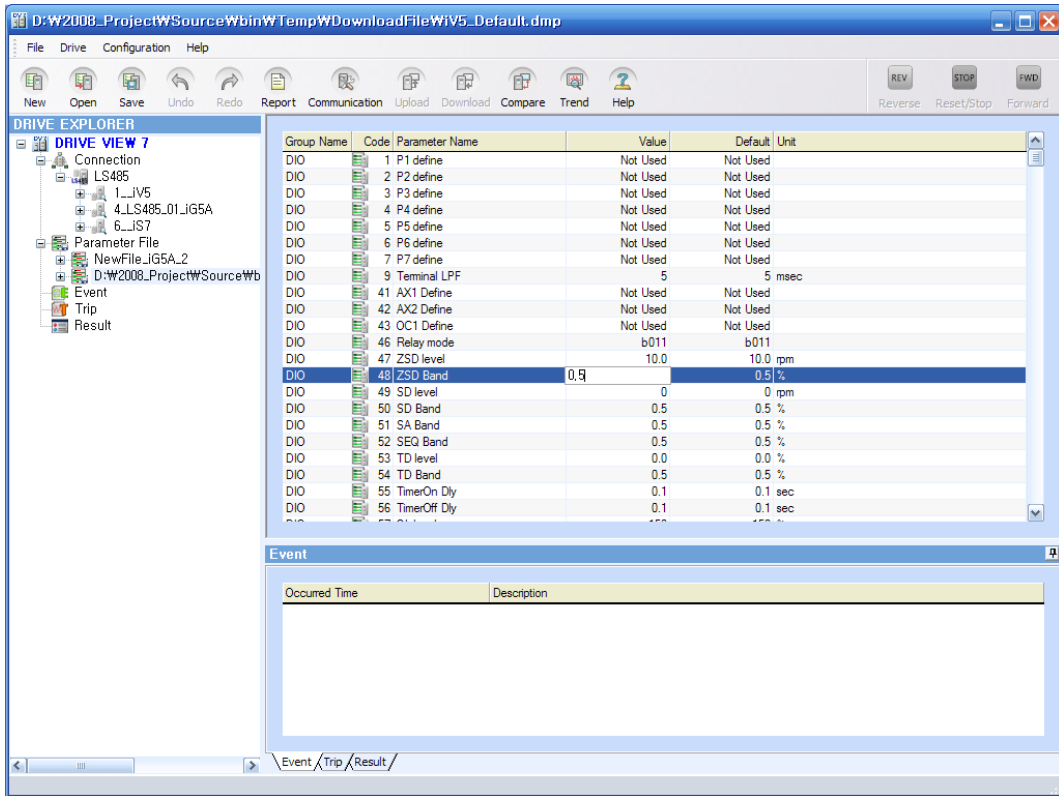 D:₩2008_Project₩Source₩bin₩Temp₩DownloadFile₩iV5_Default.dmp
File Drive Configuration Help
New Open Save Undo Redo Report Communication Upload Download Compare Trend Help
REV STOP FWD
Reverse Reset/Stop Forward
DRIVE EXPLORER
DRIVE VIEW 7
Connection
LS485
1__iV5
4_LS485_01_iG5A
6__iS7
Parameter File
NewFile_iG5A_2
D:₩2008_Project₩Source₩b
Event
Trip
Result
Group Name Code Parameter Name Value Default Unit
DIO 1 P1 define Not Used Not Used
DIO 2 P2 define Not Used Not Used
DIO 3 P3 define Not Used Not Used
DIO 4 P4 define Not Used Not Used
DIO 5 P5 define Not Used Not Used
DIO 6 P6 define Not Used Not Used
DIO 7 P7 define Not Used Not Used
DIO 9 Terminal LPF 5 5 msec
DIO 41 AX1 Define Not Used Not Used
DIO 42 AX2 Define Not Used Not Used
DIO 43 OC1 Define Not Used Not Used
DIO 46 Relay mode b011 b011
DIO 47 ZSD level 10.0 10.0 rpm
DIO 48 ZSD Band 0,5 0.5 %
DIO 49 SD level 0 0 rpm
DIO 50 SD Band 0.5 0.5 %
DIO 51 SA Band 0.5 0.5 %
DIO 52 SEQ Band 0.5 0.5 %
DIO 53 TD level 0.0 0.0 %
DIO 54 TD Band 0.5 0.5 %
DIO 55 TimerOn Dly 0.1 0.1 sec
DIO 56 TimerOff Dly 0.1 0.1 sec
Event
Occurred Time Description
Event Trip Result